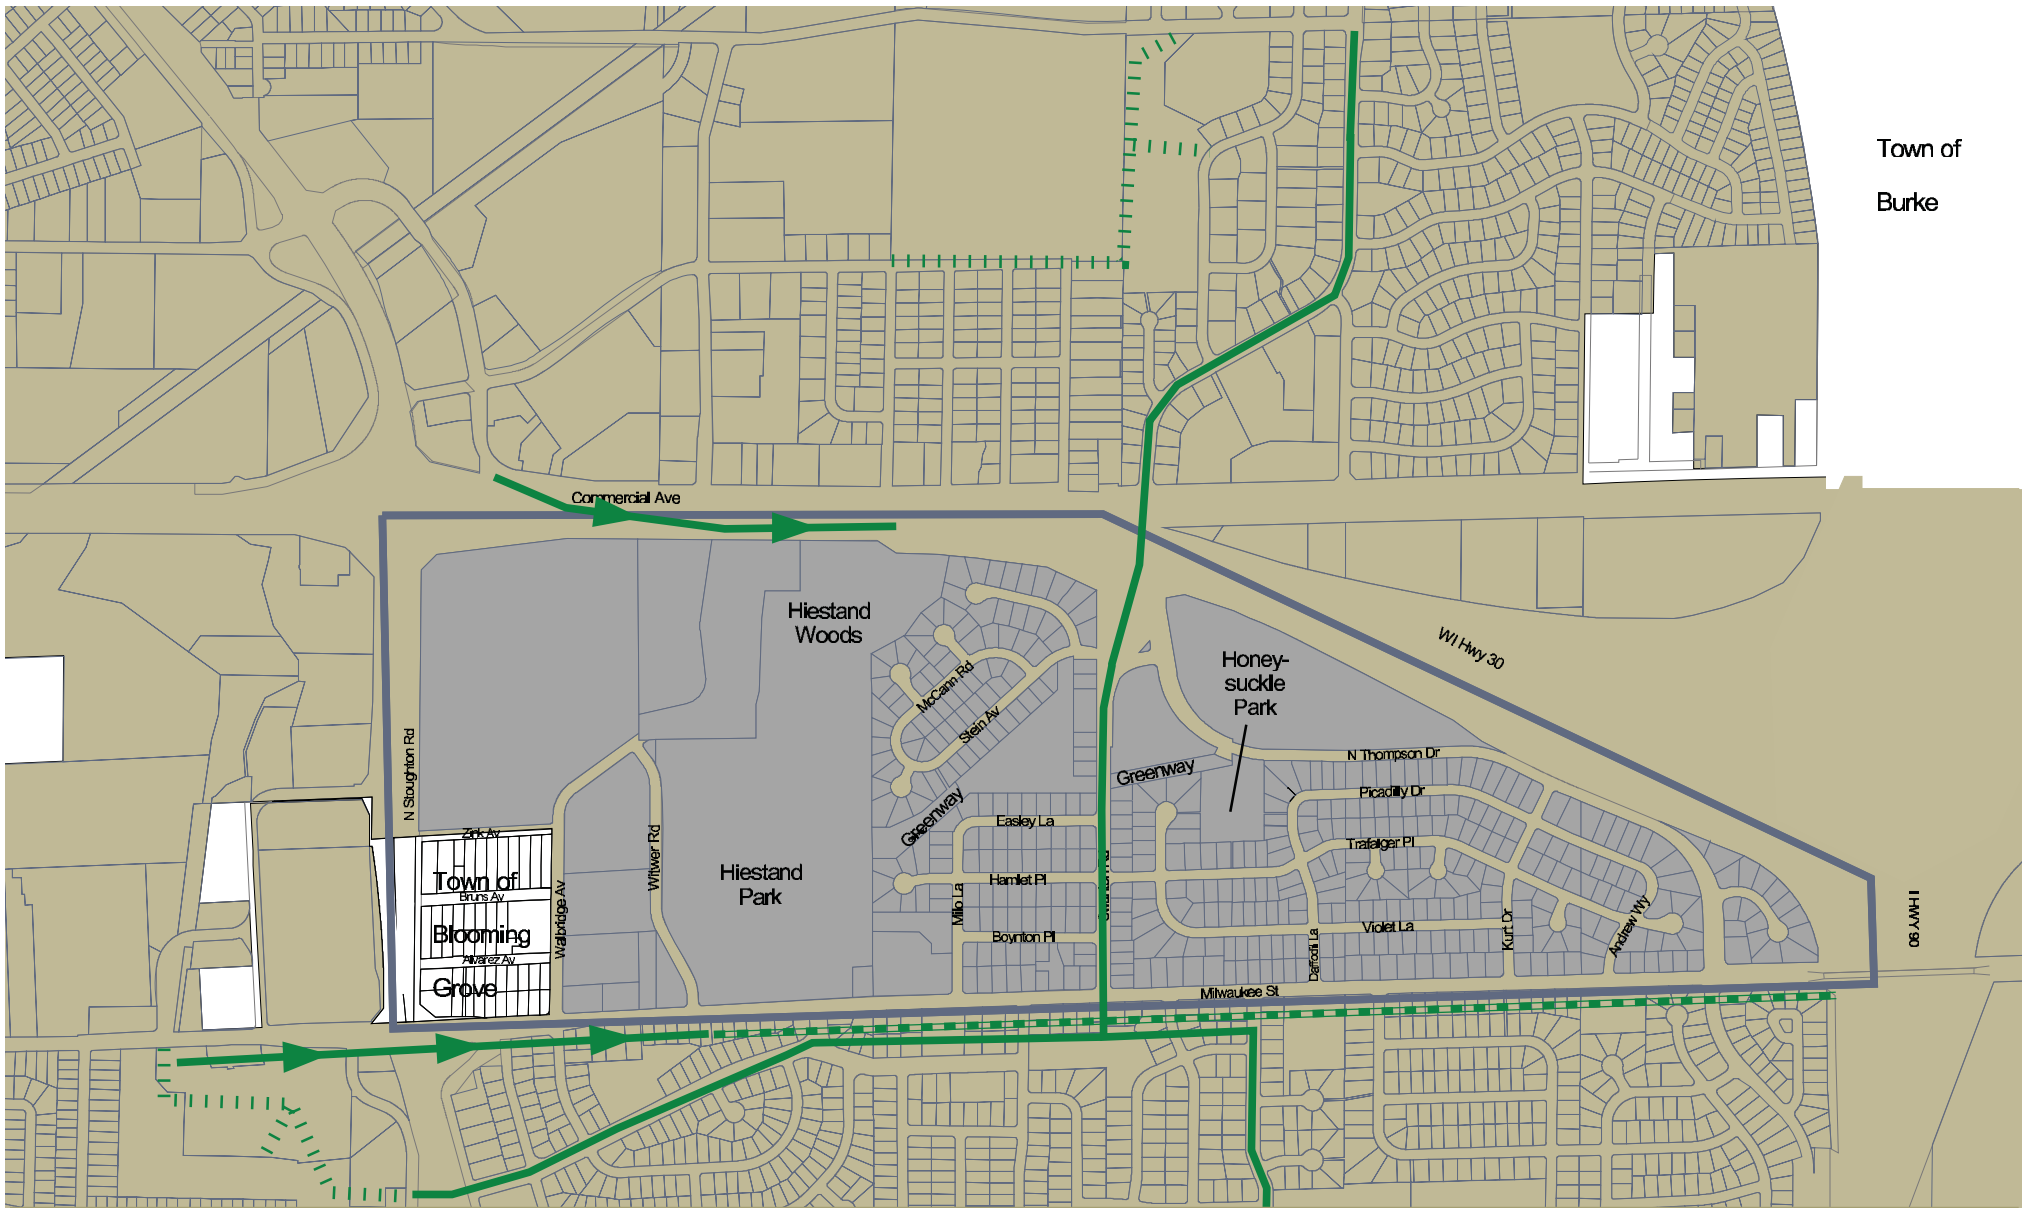 Town of
Burke
Commercial Ave
Hiestand
Woods
Honey-
suckle
Park
WI Hwy 30
McCann Rd
Stein Av
N Stoughton Rd
N Thompson Dr
Greenway
Picadilly Dr
Greenway
Easley La
Zink Av
Trafalger Pl
Witwer Rd
Hiestand
Park
Hamlet Pl
Town of
Bruns Av
Blooming
Alvarez Av
Grove
Walbridge Av
Milo La
Boynton Pl
Violet La
Kurt Dr
Andrew Wy
Daffodil La
Milwaukee St
I HWY 90